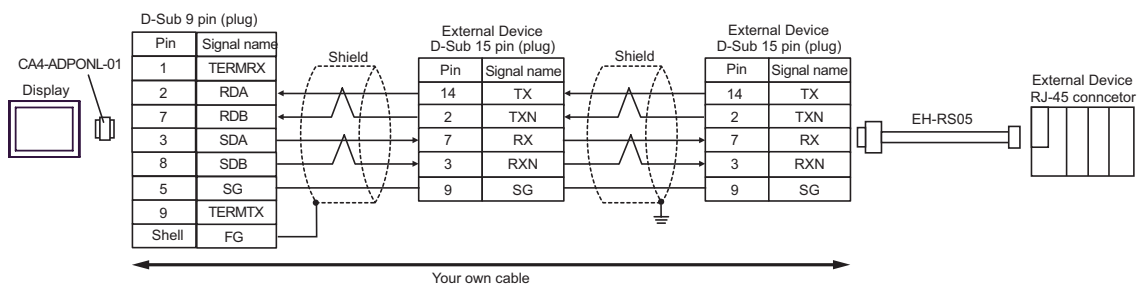 D-Sub 9 pin (plug)
CA4-ADPONL-01
Display
Pin Signal name
1 TERMRX
2 RDA
7 RDB
3 SDA
8 SDB
5 SG
9 TERMTX
Shell FG
Shield
External Device
D-Sub 15 pin (plug)
Pin Signal name
14 TX
2 TXN
7 RX
3 RXN
9 SG
Shield
External Device
D-Sub 15 pin (plug)
Pin Signal name
14 TX
2 TXN
7 RX
3 RXN
9 SG
EH-RS05
External Device
RJ-45 conncetor
Your own cable